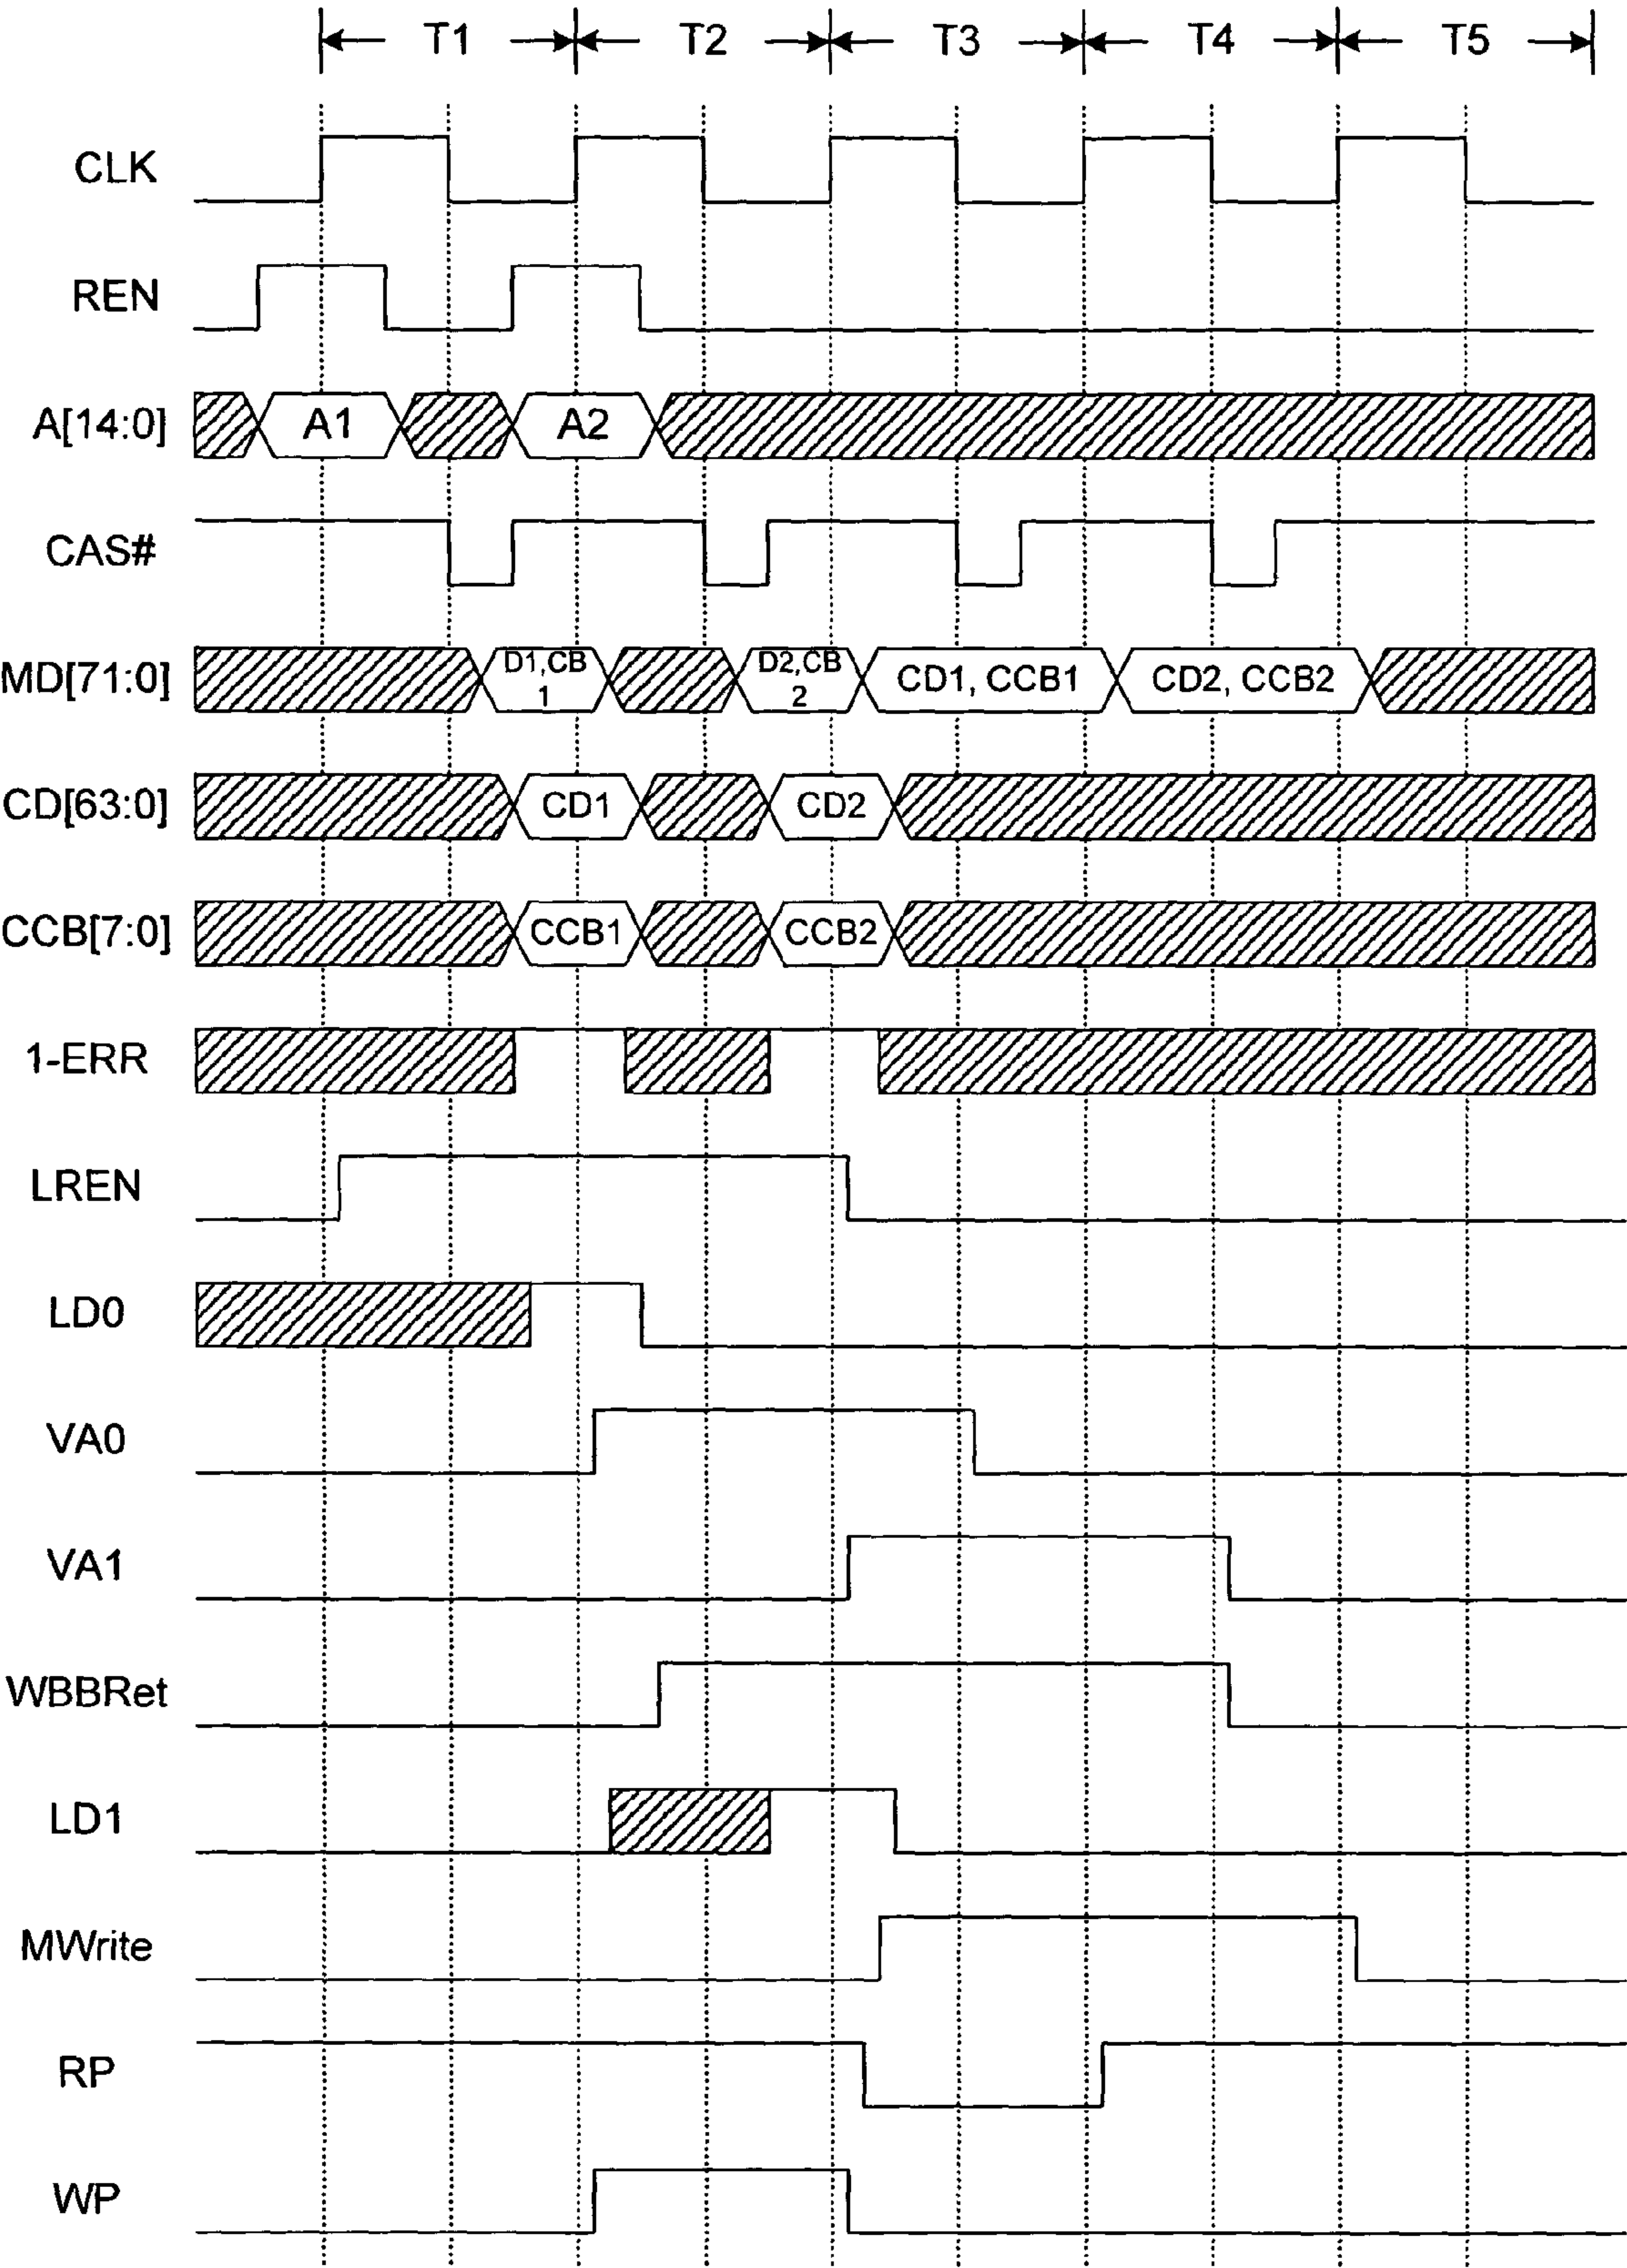 T1 T2 T3 T4 T5
CLK
REN
A[14:0] A1 A2
CAS#
MD[71:0] D1,CB D2,CB CD1, CCB1 CD2, CCB2
1 2
CD[63:0] CD1 CD2
CCB[7:0] CCB1 CCB2
1-ERR
LREN
LD0
VA0
VA1
WBBRet
LD1
MWrite
RP
WP